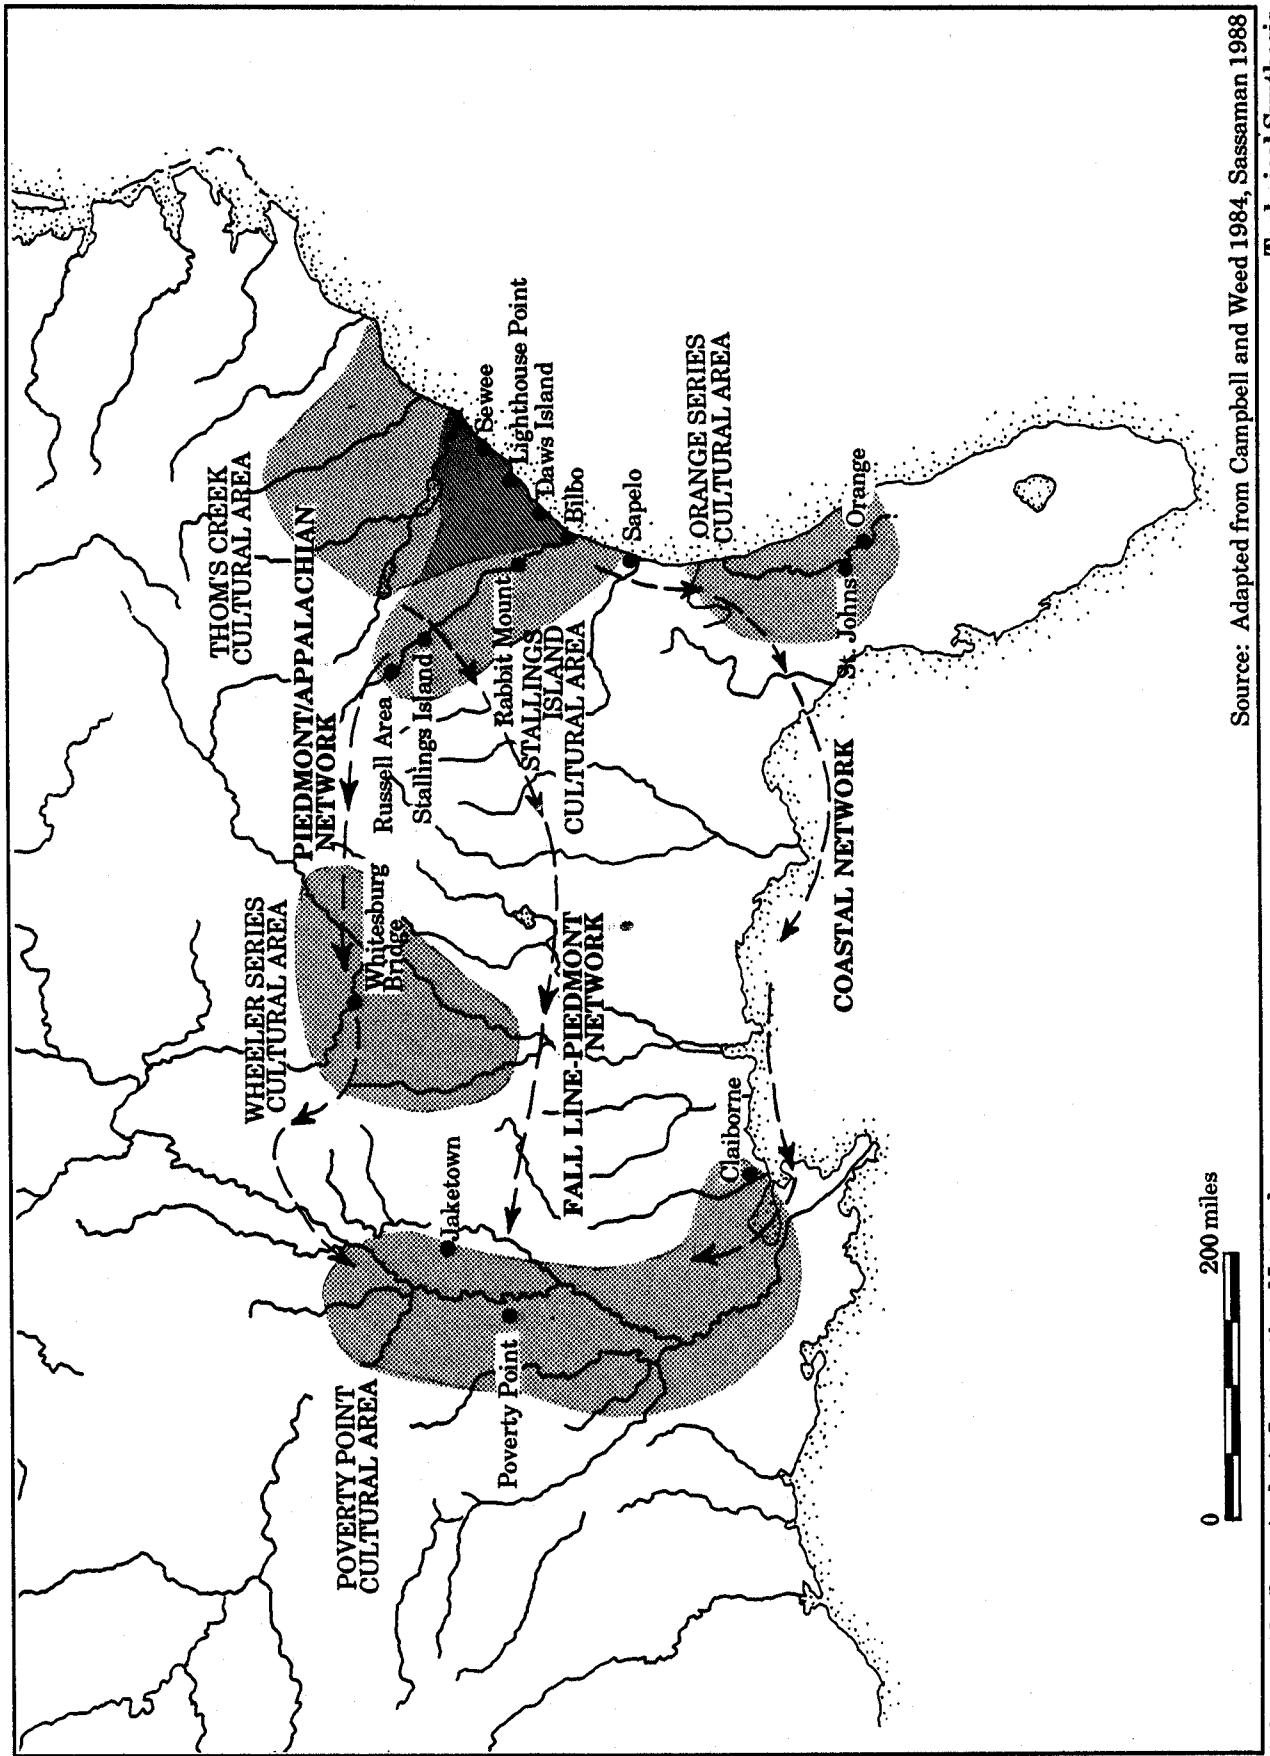 THOM'S CREEK
CULTURAL AREA
PIEDMONT/APPALACHIAN
NETWORK
WHEELER SERIES
CULTURAL AREA
POVERTY POINT
CULTURAL AREA
Sewee
Lighthouse Point
Daws Island
Bilbo
Sapelo
ORANGE SERIES
CULTURAL AREA
Orange
St. Johns
Russell Area
Stallings Island
Rabbit Mount
STALLINGS
ISLAND
CULTURAL AREA
Whitesburg
Bridge
Jaketown
Poverty Point
FALL LINE-PIEDMONT
NETWORK
COASTAL NETWORK
Claiborne
0
200 miles
Source: Adapted from Campbell and Weed 1984, Sassaman 1988